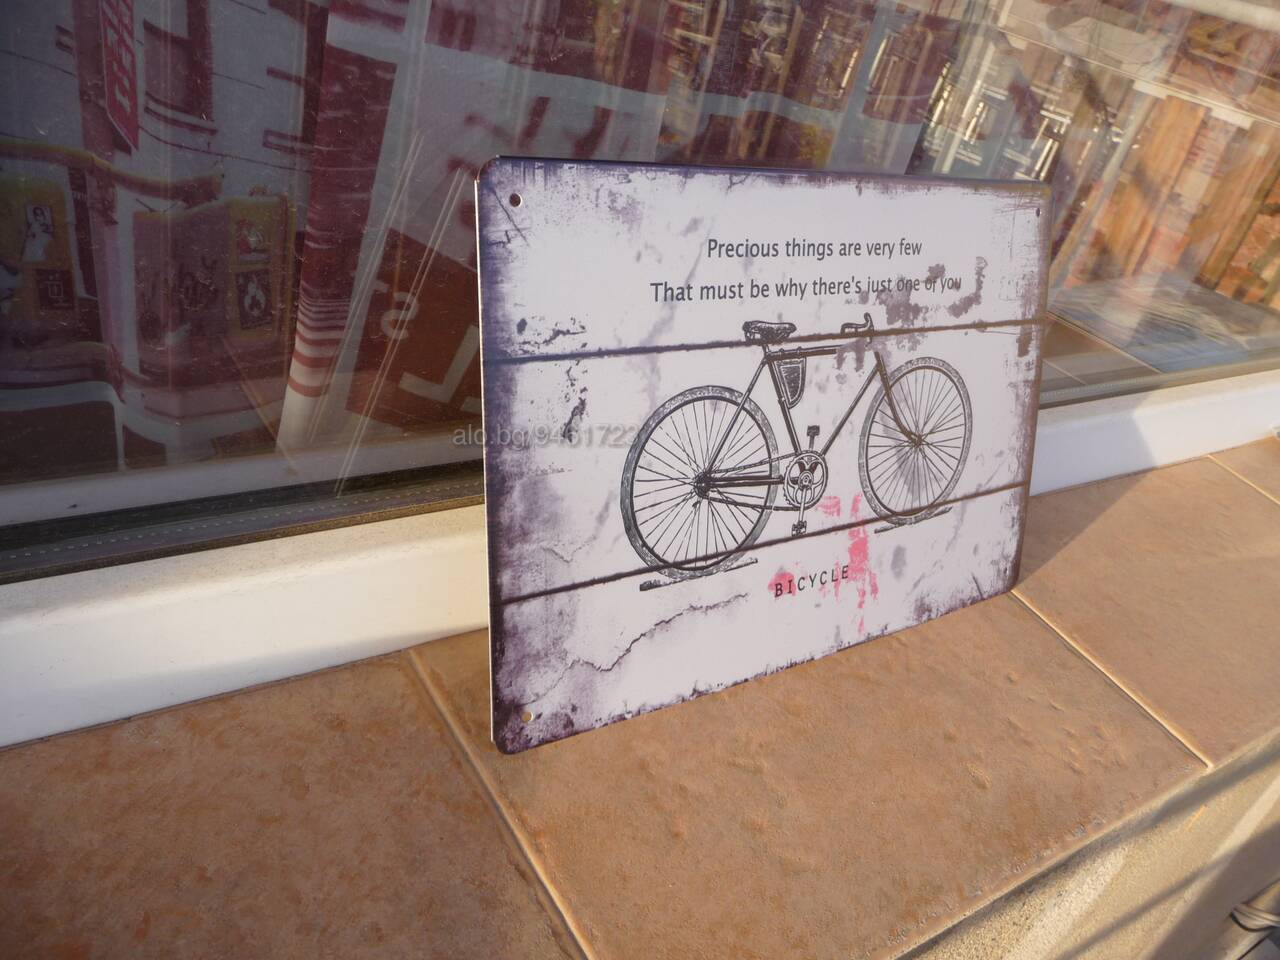 Precious things are very few
That must be why there's just one of you
alo.bg/9461723
BICYCLE